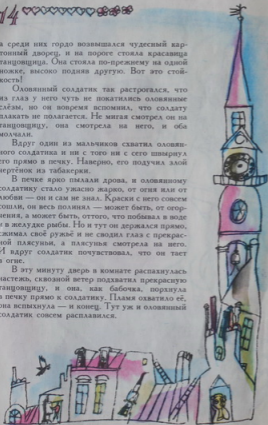 14
а среди низ гордо возвышался чудесный кар-
тонный дворец, и на пороге стояла красавица
танцовщица. Она стояла по-прежнему на одной
ножке, высоко подняв другую. Вот это стой-
кость!
Оловянный солдатик так растрогался, что
из глаз у него чуть не покатились оловянные
слёзы, но он вовремя вспомнил, что солдату
плакать не полагается. Не мигая смотрел он на
танцовщицу, она смотрела на него, и оба
молчали.
Вдруг один из мальчиков схватил оловян-
ного солдатика и ни с того ни с сего швырнул
его прямо в печку. Наверно, его подучил злой
чертёнок из табакерки.
В печке ярко пылали дрова, и оловянному
солдатику стало ужасно жарко, от огня или от
любви — он и сам не знал. Краски с него совсем
сошли, он весь полинял — может быть, от огор-
чения, а может быть, оттого, что побывал в воде
и в желудке рыбы. Но и тут он держался прямо,
сжимал своё ружьё и не сводил глаз с прекрас-
ной плясуньи, а плясунья смотрела на него.
И вдруг солдатик почувствовал, что он тает
в огне.
В эту минуту дверь в комнате распахнулась
настежь, сквозной ветер подхватил прекрасную
танцовщицу, и она, как бабочка, порхнула
в печку прямо к солдатику. Пламя охватило её,
она вспыхнула — и конец. Тут уж и оловянный
солдатик совсем расплавился.